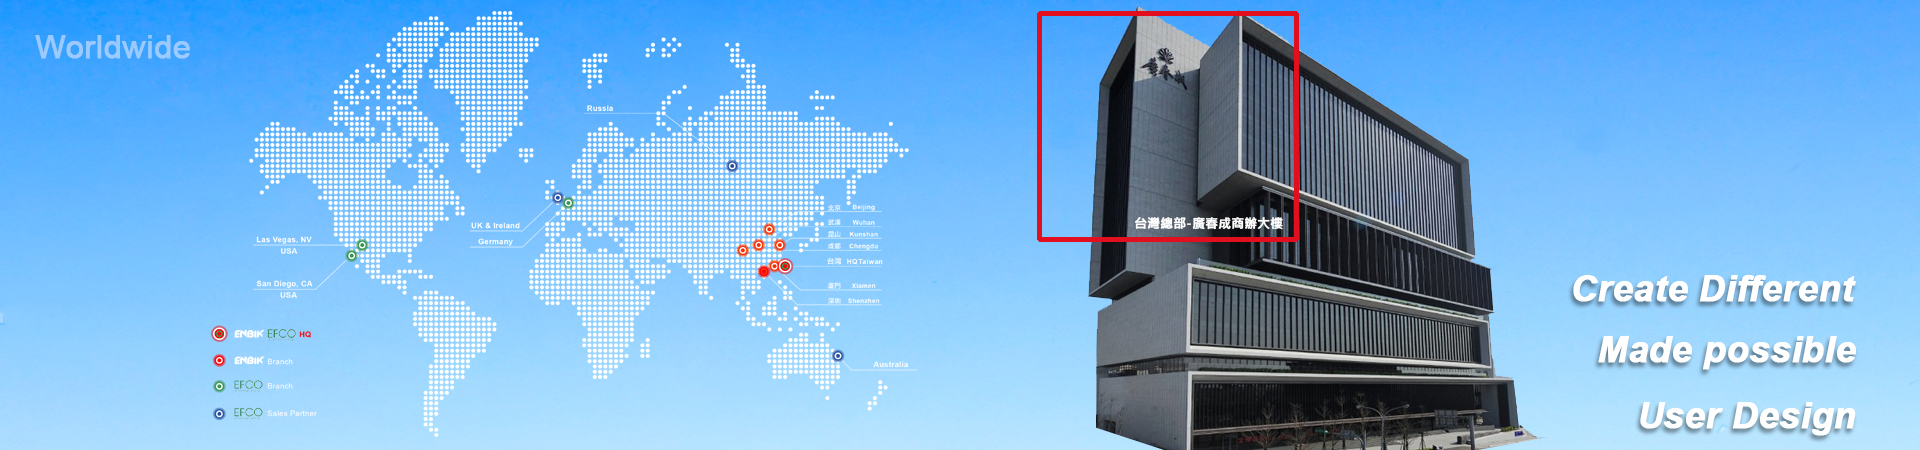 Worldwide
Russia
UK & Ireland
Germany
Las Vegas, NV
USA
San Diego, CA
USA
北京 Beijing
武漢 Wuhan
昆山 Kunshan
成都 Chengdu
台灣 HQ Taiwan
廈門 Xiamen
深圳 Shenzhen
Australia
ENBIK EFCO HQ
ENBIK Branch
EFCO Branch
EFCO Sales Partner
台灣總部-廣春成商辦大樓
Create Different
Made possible
User Design